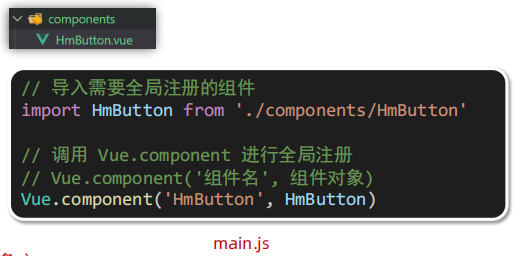 components
HmButton.vue
// 导入需要全局注册的组件
import HmButton from './components/HmButton'
// 调用 Vue.component 进行全局注册
// Vue.component('组件名', 组件对象)
Vue.component('HmButton', HmButton)
main.js